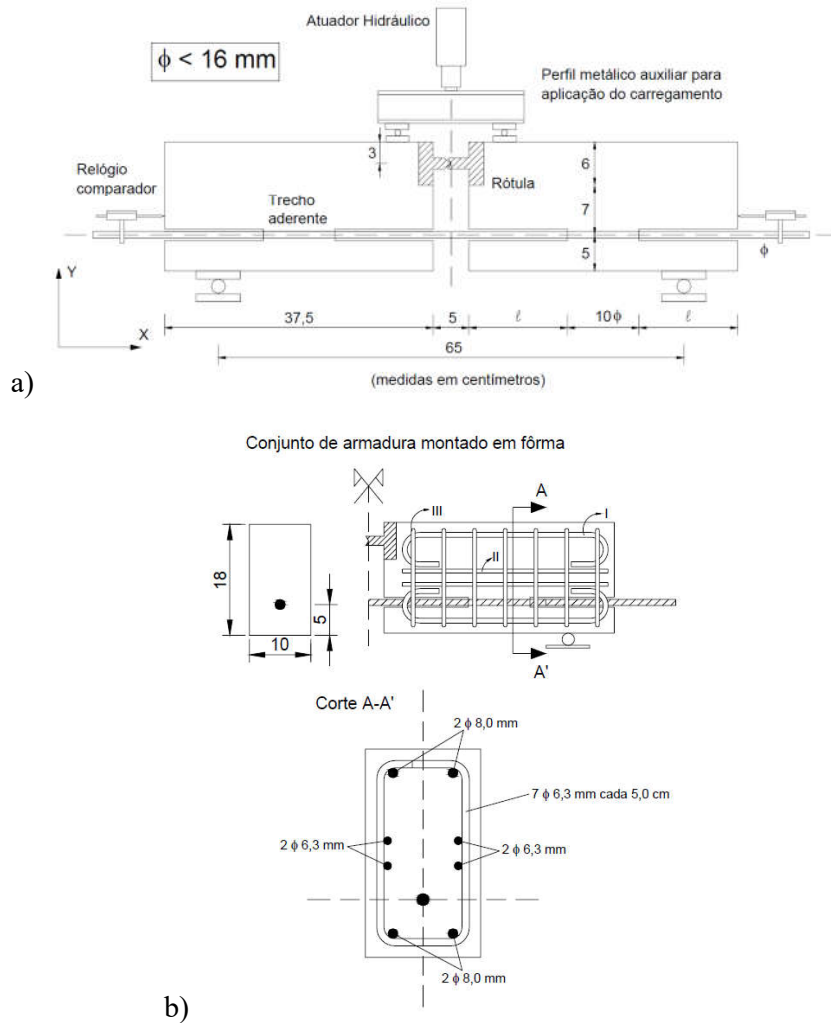 Atuador Hidráulico
ϕ < 16 mm
Perfil metálico auxiliar para
aplicação do carregamento
3
6
Relógio
comparador
Trecho
aderente
Rótula
7
5
ϕ
Y
X
37,5
5
ℓ
10ϕ
ℓ
65
(medidas em centímetros)
a)
Conjunto de armadura montado em fôrma
A
III
I
II
18
5
10
A'
Corte A-A'
2 ϕ 8,0 mm
7 ϕ 6,3 mm cada 5,0 cm
2 ϕ 6,3 mm
2 ϕ 6,3 mm
2 ϕ 8,0 mm
b)